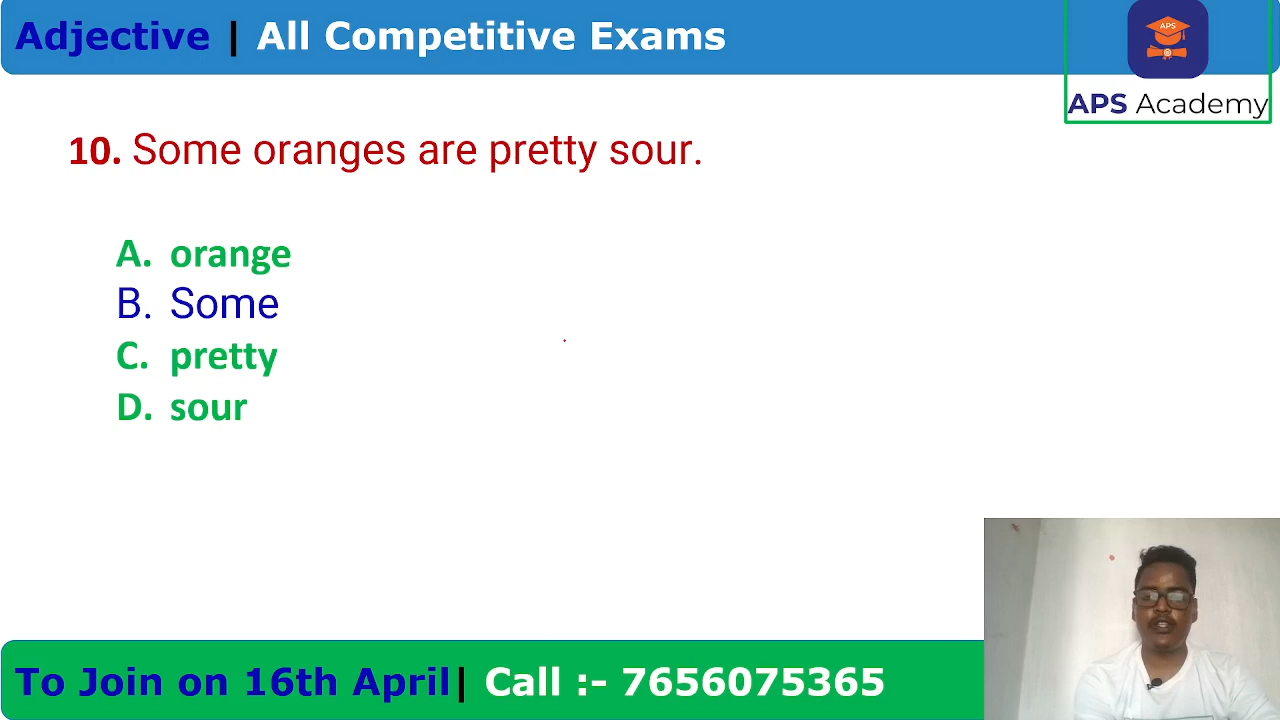 Adjective | All Competitive Exams
APS
APS Academy
10. Some oranges are pretty sour.
A. orange
B. Some
C. pretty
D. sour
To Join on 16th April| Call :- 7656075365